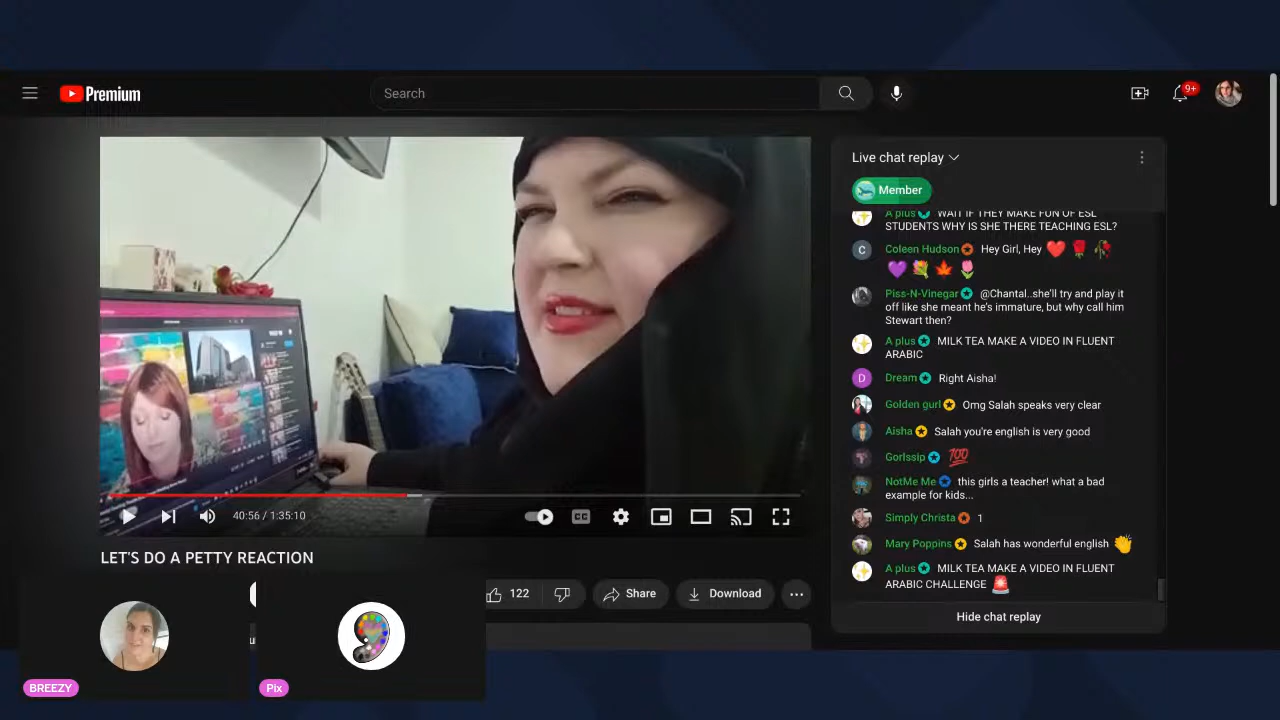 Premium
Search
9+
Live chat replay
Member
A plus WAIT IF THEY MAKE FUN OF ESL
STUDENTS WHY IS SHE THERE TEACHING ESL?
Coleen Hudson Hey Girl, Hey
C
Piss-N-Vinegar @Chantal..she'll try and play it
off like she meant he's immature, but why call him
Stewart then?
A plus MILK TEA MAKE A VIDEO IN FLUENT
ARABIC
D
Dream Right Aisha!
Golden gurl Omg Salah speaks very clear
Aisha Salah you're english is very good
Gorlssip 💯
NotMe Me this girls a teacher! what a bad
example for kids...
Simply Christa 1
Mary Poppins Salah has wonderful english
A plus MILK TEA MAKE A VIDEO IN FLUENT
ARABIC CHALLENGE
Hide chat replay
40:56 / 1:35:10
CC
LET'S DO A PETTY REACTION
122
Share
Download
BREEZY
Pix